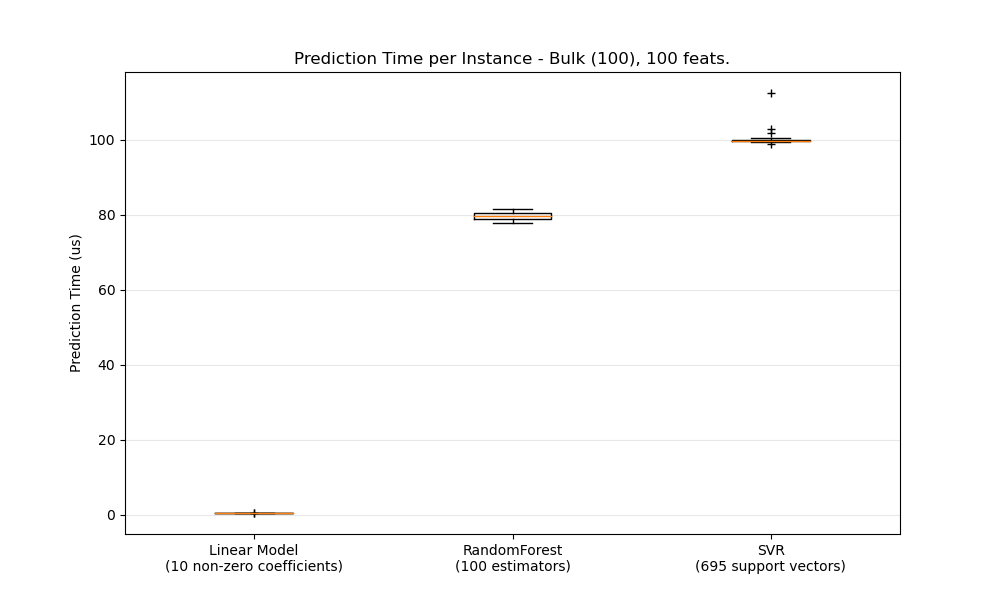 Prediction Time per Instance - Bulk (100), 100 feats.
Prediction Time (us)
100
80
60
40
20
0
Linear Model
(10 non-zero coefficients)
RandomForest
(100 estimators)
SVR
(695 support vectors)